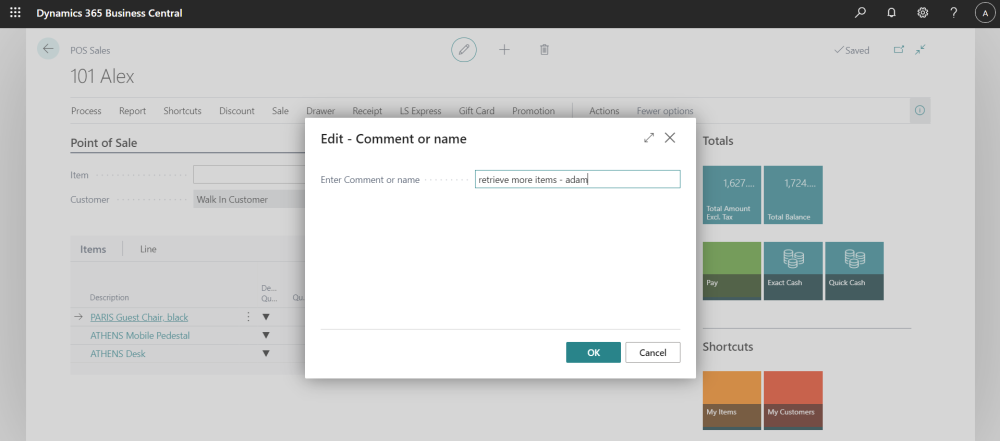 Dynamics 365 Business Central
?
A
POS Sales
Saved
101 Alex
Process Report Shortcuts Discount Sale Drawer Receipt LS Express Gift Card Promotion Actions Fewer options
Edit - Comment or name
Enter Comment or name
retrieve more items - adam
OK
Cancel
Point of Sale
Item
Customer
Walk In Customer
Items
Line
Description
De...
Qu...
Qu
PARIS Guest Chair, black
ATHENS Mobile Pedestal
ATHENS Desk
Totals
1,627....
Total Amount
Excl. Tax
1,724....
Total Balance
Pay
Exact Cash
Quick Cash
Shortcuts
My Items
My Customers